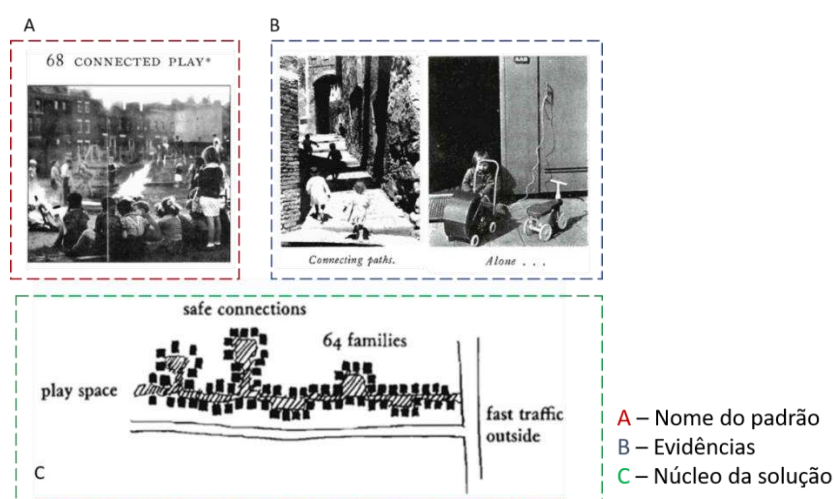 A
68 CONNECTED PLAY*
B
Connecting paths.
Alone . . .
safe connections
64 families
play space
fast traffic
outside
C
A – Nome do padrão
B – Evidências
C – Núcleo da solução